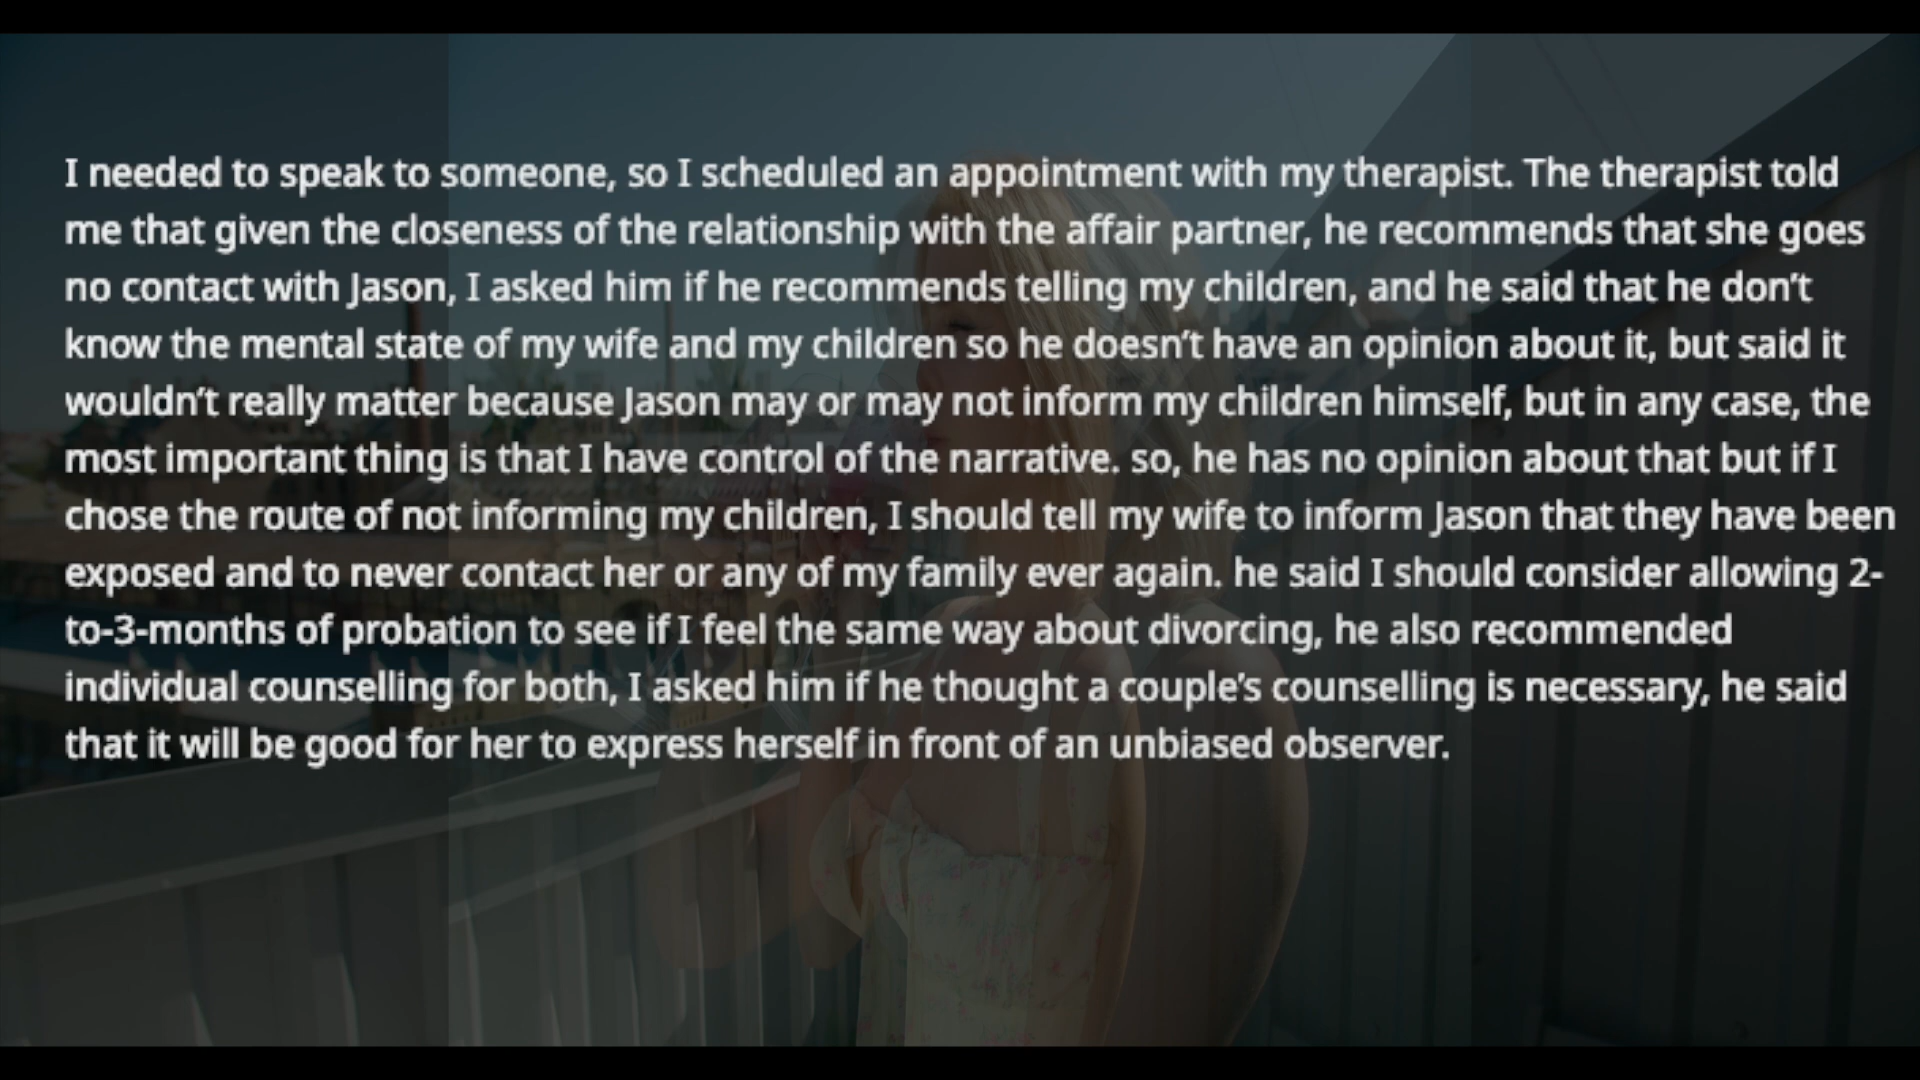 I needed to speak to someone, so I scheduled an appointment with my therapist. The therapist told
me that given the closeness of the relationship with the affair partner, he recommends that she goes
no contact with Jason, I asked him if he recommends telling my children, and he said that he don’t
know the mental state of my wife and my children so he doesn’t have an opinion about it, but said it
wouldn’t really matter because Jason may or may not inform my children himself, but in any case, the
most important thing is that I have control of the narrative. so, he has no opinion about that but if I
chose the route of not informing my children, I should tell my wife to inform Jason that they have been
exposed and to never contact her or any of my family ever again. he said I should consider allowing 2-
to-3-months of probation to see if I feel the same way about divorcing, he also recommended
individual counselling for both, I asked him if he thought a couple’s counselling is necessary, he said
that it will be good for her to express herself in front of an unbiased observer.